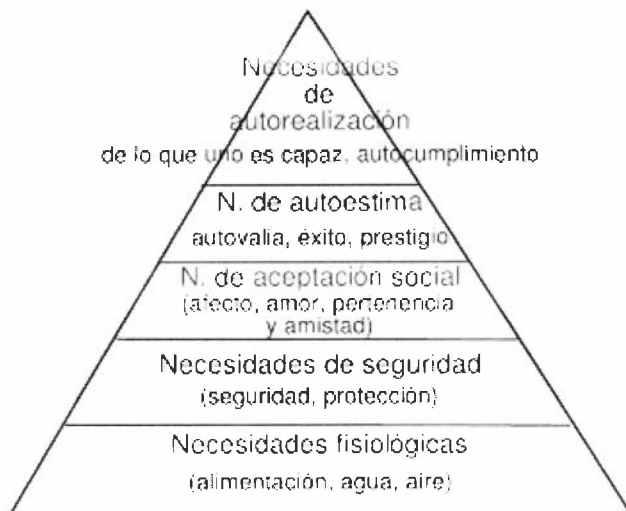 Necesidades
de
autorealización
de lo que uno es capaz, autocumplimiento
N. de autoestima
autovalia, éxito, prestigio
N. de aceptación social
(afecto, amor, pertenencia
y amistad)
Necesidades de seguridad
(seguridad, protección)
Necesidades fisiológicas
(alimentación, agua, aire)